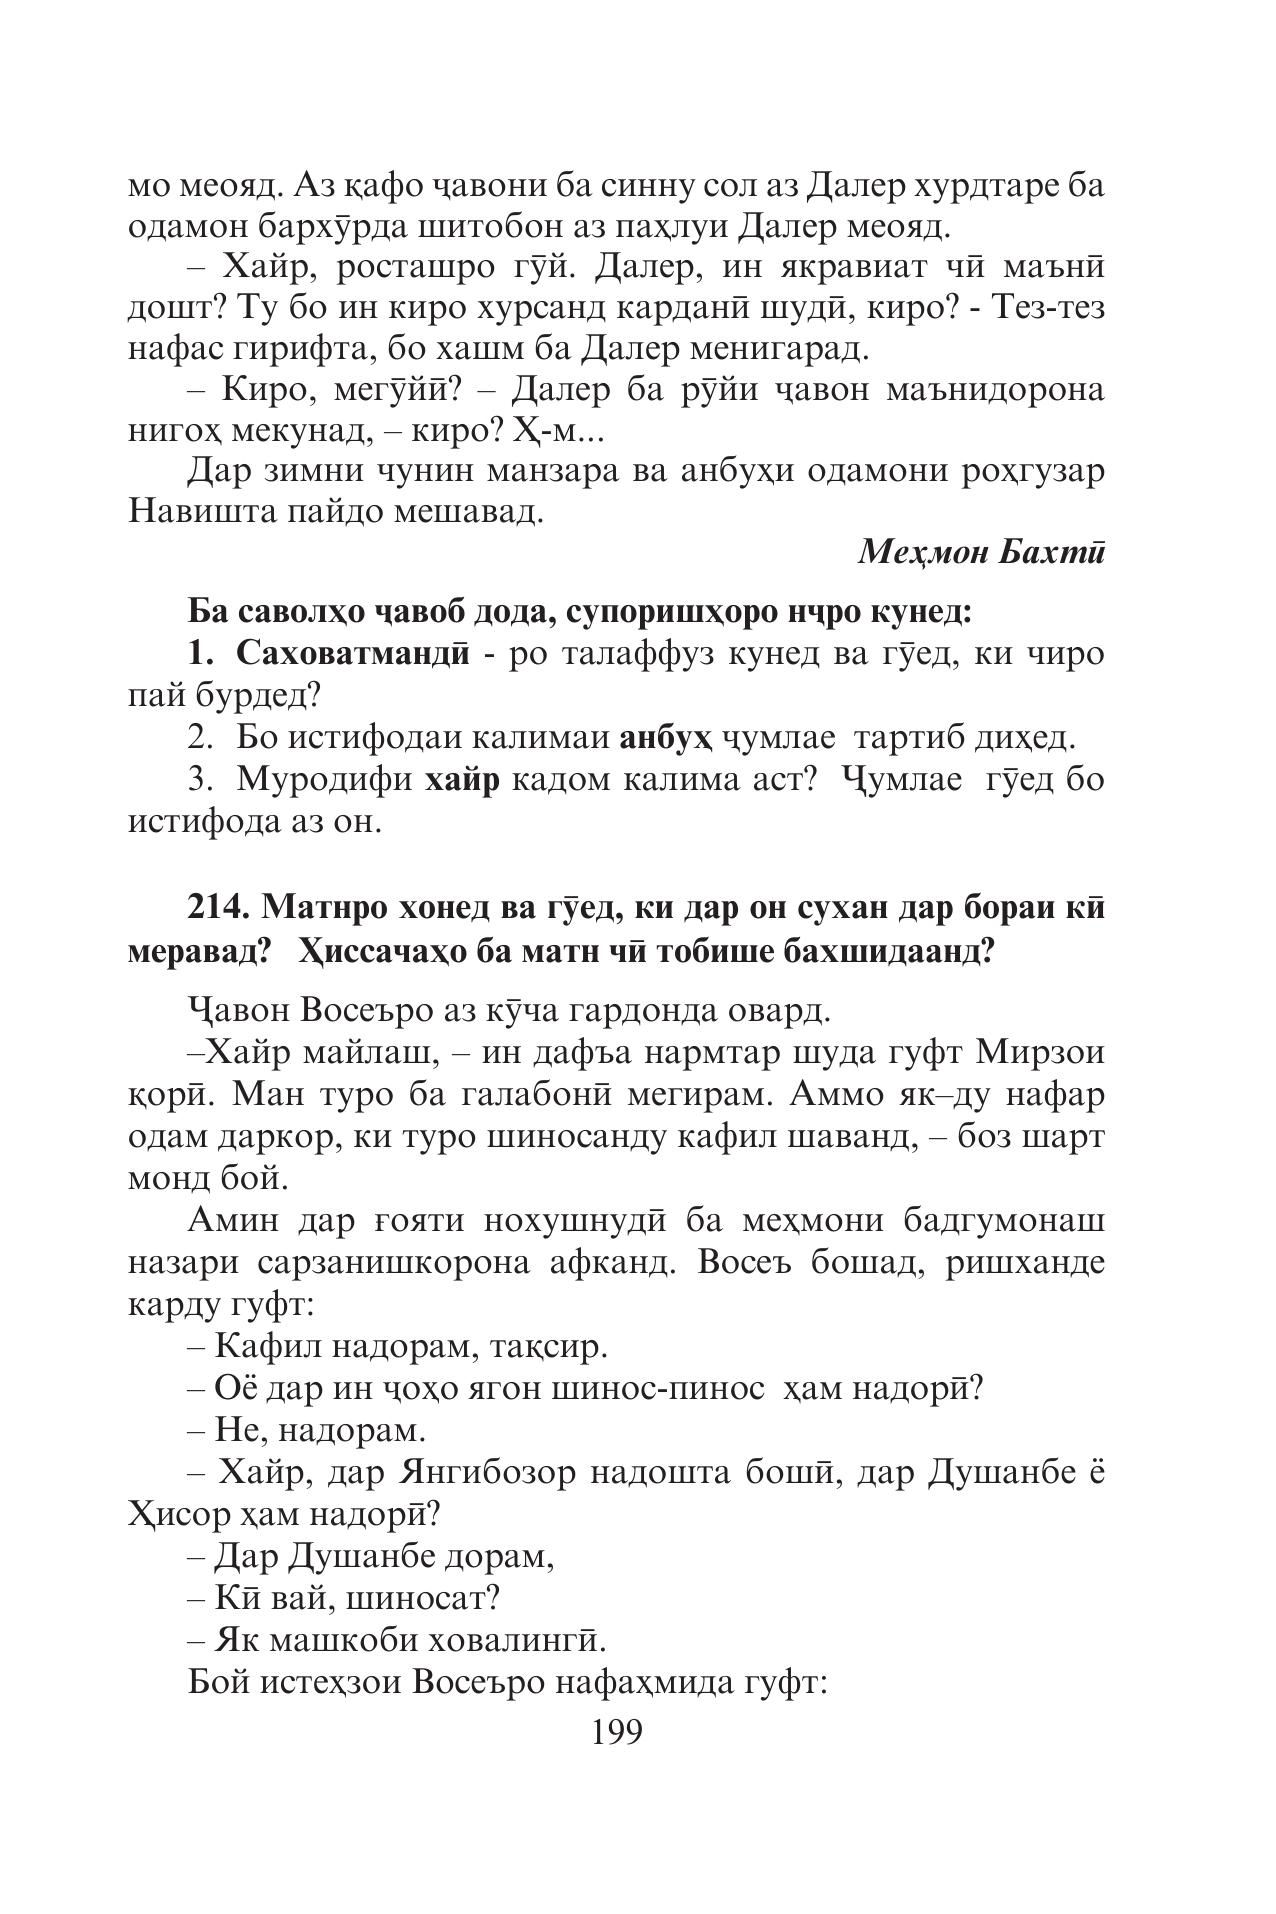 мо меояд. Аз қафо ҷавони ба синну сол аз Далер хурдтаре ба
одамон бархӯрда шитобон аз паҳлуи Далер меояд.
– Хайр, росташро гӯй. Далер, ин якравиат чӣ маънӣ
дошт? Ту бо ин киро хурсанд карданӣ шудӣ, киро? - Тез-тез
нафас гирифта, бо хашм ба Далер менигарад.
– Киро, мегӯйӣ? – Далер ба рӯйи ҷавон маънидорона
нигоҳ мекунад, – киро? Ҳ-м...
Дар зимни чунин манзара ва анбуҳи одамони роҳгузар
Навишта пайдо мешавад.
Меҳмон Бахтӣ
Ба саволҳо ҷавоб дода, супоришҳоро нҷро кунед:
1. Саховатмандӣ - ро талаффуз кунед ва гӯед, ки чиро
пай бурдед?
2. Бо истифодаи калимаи анбуҳ ҷумлае тартиб диҳед.
3. Муродифи хайр кадом калима аст? Ҷумлае гӯед бо
истифода аз он.
214. Матнро хонед ва гӯед, ки дар он сухан дар бораи кӣ
меравад? Ҳиссачаҳо ба матн чӣ тобише бахшидаанд?
Ҷавон Восеъро аз кӯча гардонда овард.
–Хайр майлаш, – ин дафъа нармтар шуда гуфт Мирзои
қорӣ. Ман туро ба галабонӣ мегирам. Аммо як–ду нафар
одам даркор, ки туро шиносанду кафил шаванд, – боз шарт
монд бой.
Амин дар ғояти нохушнудӣ ба меҳмони бадгумонаш
назари сарзанишкорона афканд. Восеъ бошад, ришханде
карду гуфт:
– Кафил надорам, тақсир.
– Оё дар ин ҷоҳо ягон шинос-пинос ҳам надорӣ?
– Не, надорам.
– Хайр, дар Янгибозор надошта бошӣ, дар Душанбе ё
Ҳисор ҳам надорӣ?
– Дар Душанбе дорам,
– Кӣ вай, шиносат?
– Як машкоби ховалингӣ.
Бой истеҳзои Восеъро нафаҳмида гуфт:
199